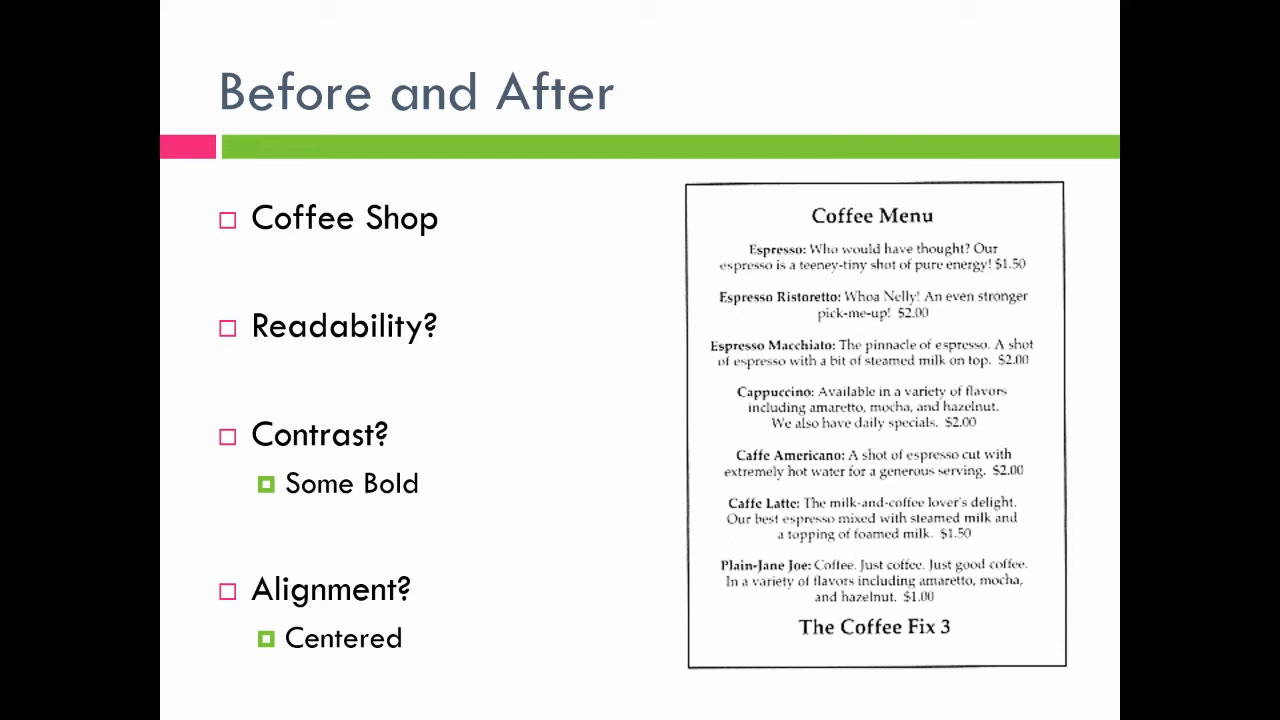 Before and After
Coffee Shop
Readability?
Contrast?
Some Bold
Alignment?
Centered
Coffee Menu
Espresso: Who would have thought? Our
espresso is a teeney-tiny shot of pure energy! $1.50
Espresso Ristoretto: Whoa Nelly! An even stronger
pick-me-up! $2.00
Espresso Macchiato: The pinnacle of espresso. A shot
of espresso with a bit of steamed milk on top. $2.00
Cappuccino: Available in a variety of flavors
including amaretto, mocha, and hazelnut.
We also have daily specials. $2.00
Caffe Americano: A shot of espresso cut with
extremely hot water for a generous serving. $2.00
Caffe Latte: The milk-and-coffee lover's delight.
Our best espresso mixed with steamed milk and
a topping of foamed milk. $1.50
Plain-Jane Joe: Coffee. Just coffee. Just good coffee.
In a variety of flavors including amaretto, mocha,
and hazelnut. $1.00
The Coffee Fix 3